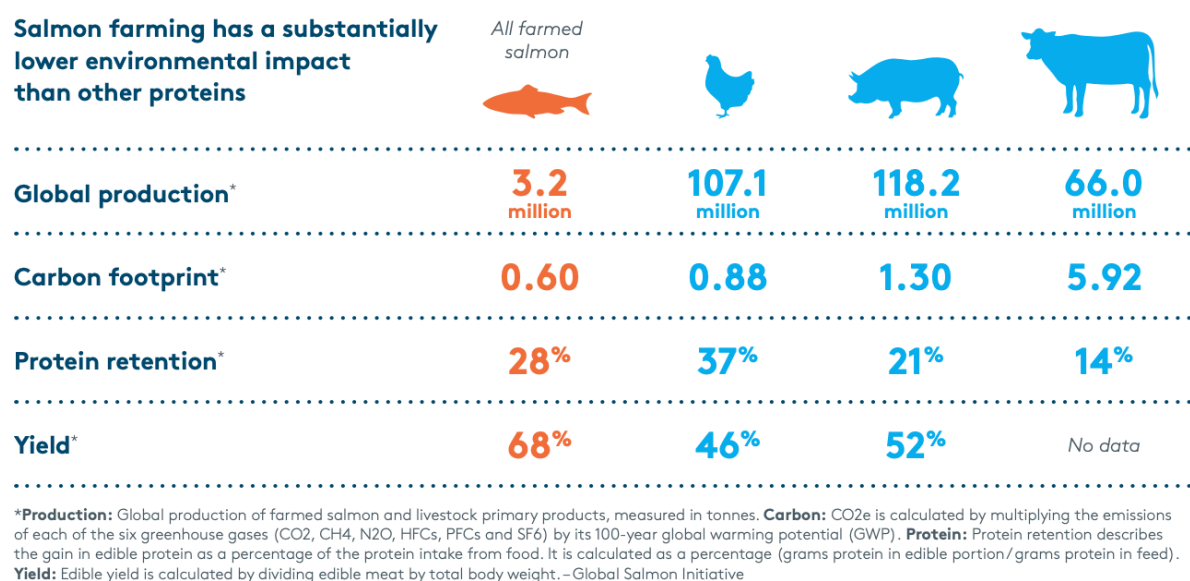 Salmon farming has a substantially
lower environmental impact
than other proteins
All farmed
salmon
Global production* 3.2 million 107.1 million 118.2 million 66.0 million
Carbon footprint* 0.60 0.88 1.30 5.92
Protein retention* 28% 37% 21% 14%
Yield* 68% 46% 52% No data
*Production: Global production of farmed salmon and livestock primary products, measured in tonnes. Carbon: CO2e is calculated by multiplying the emissions
of each of the six greenhouse gases (CO2, CH4, N2O, HFCs, PFCs and SF6) by its 100-year global warming potential (GWP). Protein: Protein retention describes
the gain in edible protein as a percentage of the protein intake from food. It is calculated as a percentage (grams protein in edible portion/grams protein in feed).
Yield: Edible yield is calculated by dividing edible meat by total body weight. – Global Salmon Initiative